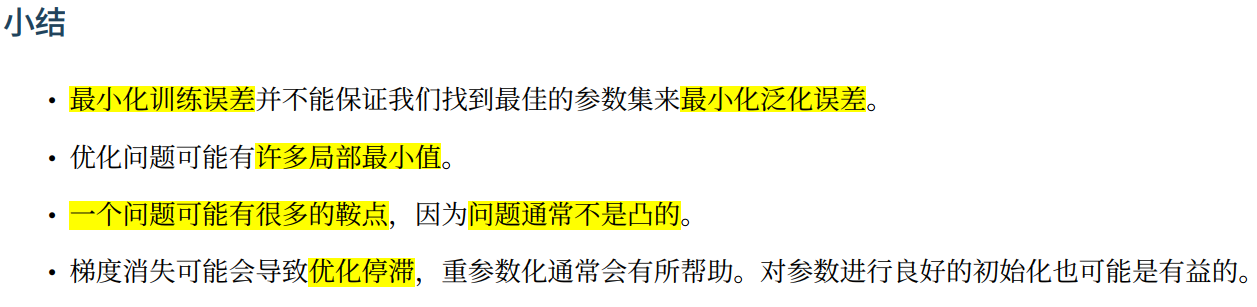 小结
• 最小化训练误差并不能保证我们找到最佳的参数集来最小化泛化误差。
• 优化问题可能有许多局部最小值。
• 一个问题可能有很多的鞍点，因为问题通常不是凸的。
• 梯度消失可能会导致优化停滞，重参数化通常会有所帮助。对参数进行良好的初始化也可能是有益的。